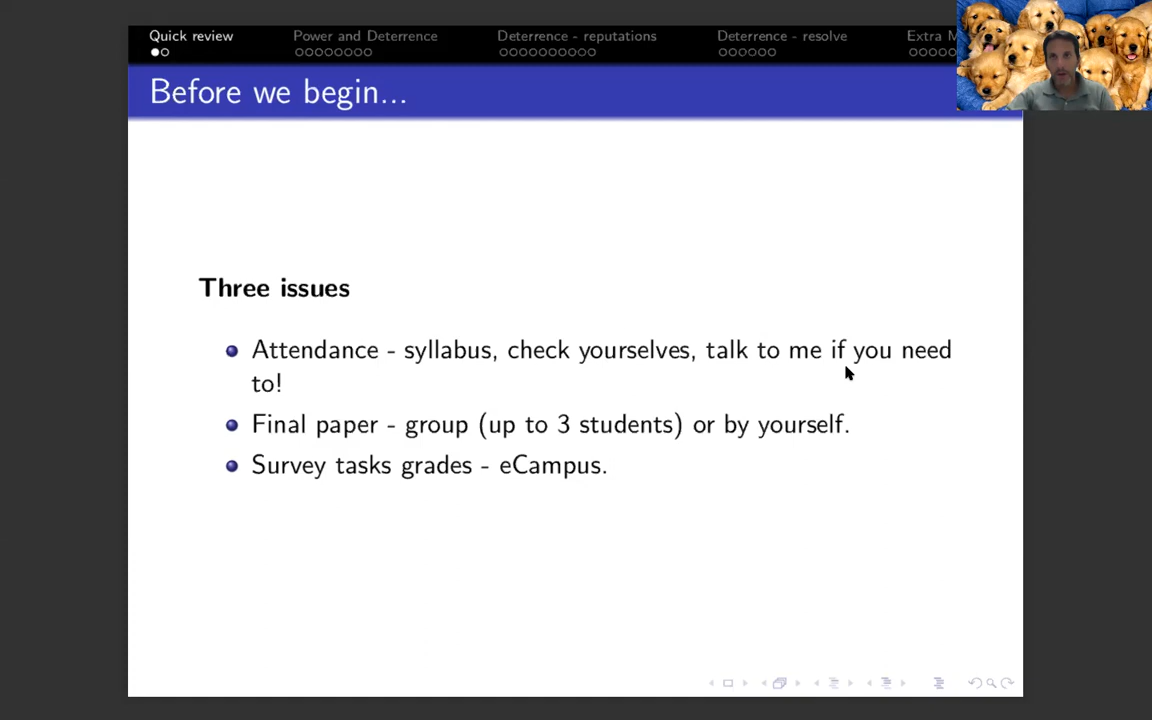 Quick review
Power and Deterrence
Deterrence - reputations
Deterrence - resolve
Extra M
Before we begin...
Three issues
Attendance - syllabus, check yourselves, talk to me if you need
to!
Final paper - group (up to 3 students) or by yourself.
Survey tasks grades - eCampus.